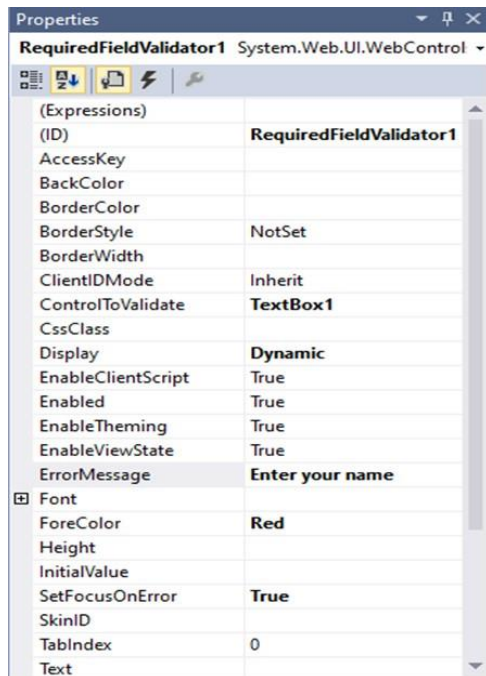 Properties
RequiredFieldValidator1 System.Web.UI.WebControl
(Expressions)
(ID) RequiredFieldValidator1
AccessKey
BackColor
BorderColor
BorderStyle NotSet
BorderWidth
ClientIDMode Inherit
ControlToValidate TextBox1
CssClass
Display Dynamic
EnableClientScript True
Enabled True
EnableTheming True
EnableViewState True
ErrorMessage Enter your name
Font
ForeColor Red
Height
InitialValue
SetFocusOnError True
SkinID
TabIndex 0
Text